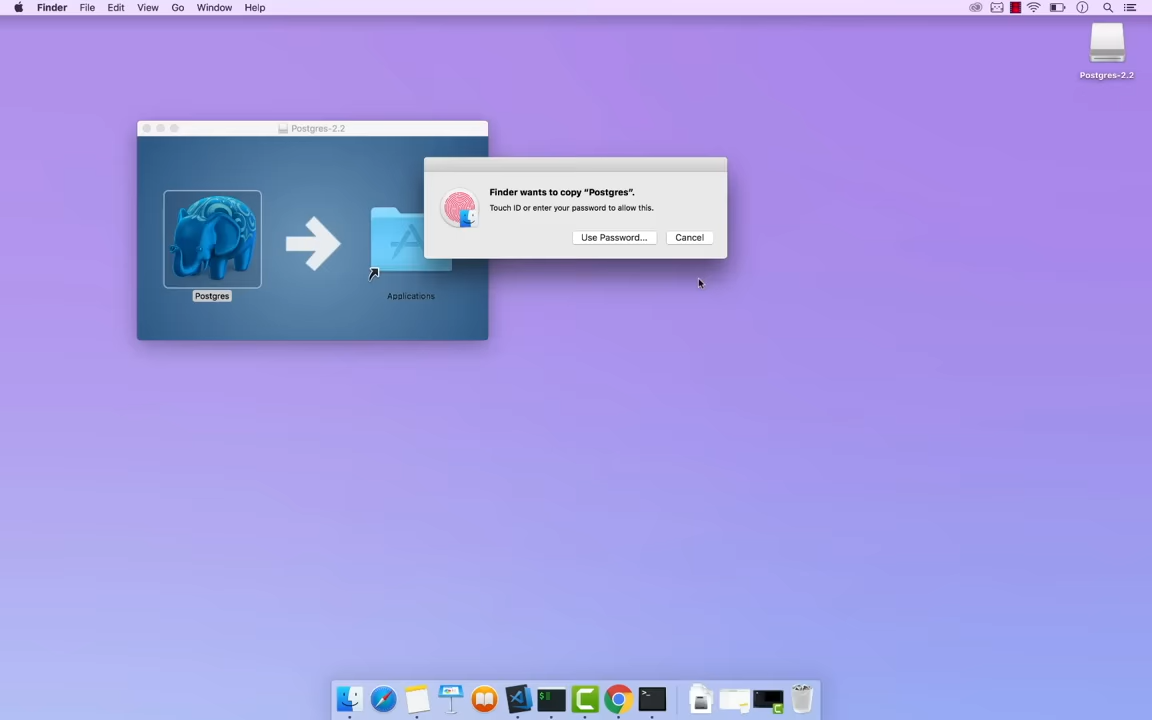 Finder File Edit View Go Window Help
Postgres-2.2
Postgres-2.2
Finder wants to copy “Postgres”.
Touch ID or enter your password to allow this.
Use Password... Cancel
Postgres
Applications